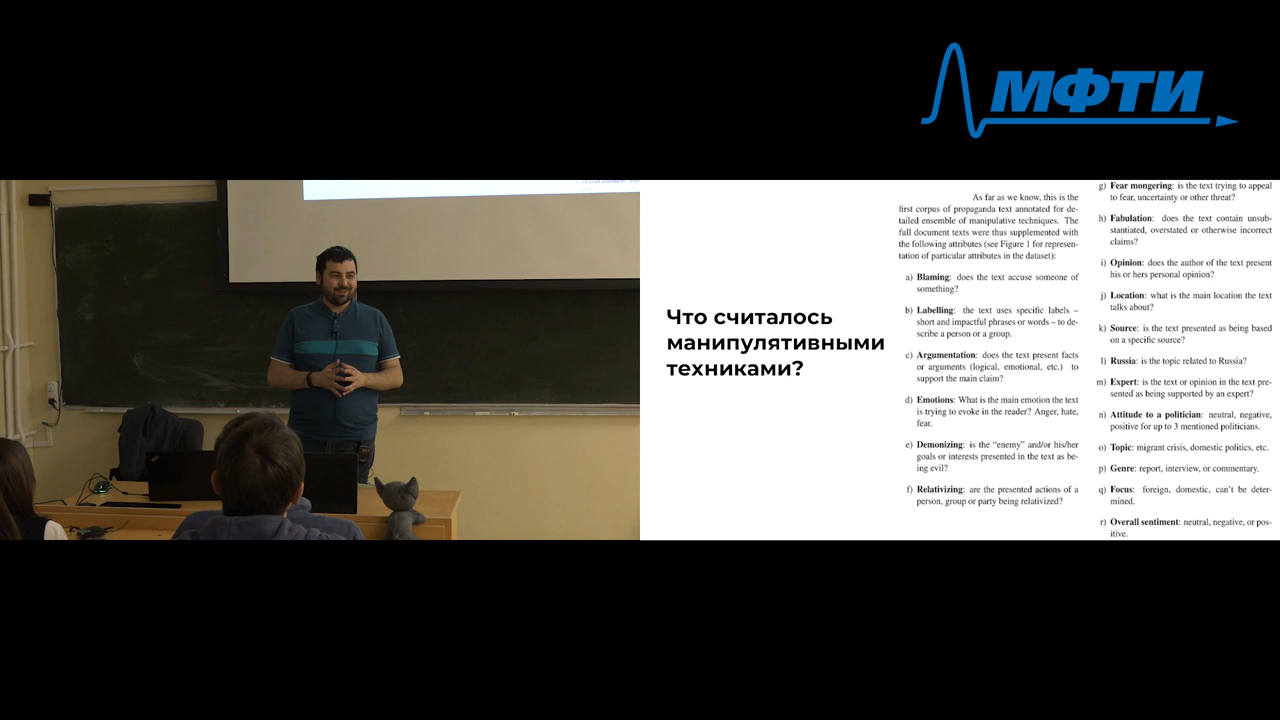 МФТИ
Что считалось
манипулятивными
техниками?
As far as we know, this is the
first corpus of propaganda text annotated for de-
tailed ensemble of manipulative techniques. The
full document texts were thus supplemented with
the following attributes (see Figure 1 for represen-
tation of particular attributes in the dataset):
a) Blaming: does the text accuse someone of
something?
b) Labelling: the text uses specific labels –
short and impactful phrases or words – to de-
scribe a person or a group.
c) Argumentation: does the text present facts
or arguments (logical, emotional, etc.) to
support the main claim?
d) Emotions: What is the main emotion the text
is trying to evoke in the reader? Anger, hate,
fear.
e) Demonizing: is the “enemy” and/or his/her
goals or interests presented in the text as be-
ing evil?
f) Relativizing: are the presented actions of a
person, group or party being relativized?
g) Fear mongering: is the text trying to appeal
to fear, uncertainty or other threat?
h) Fabulation: does the text contain unsub-
stantiated, overstated or otherwise incorrect
claims?
i) Opinion: does the author of the text present
his or hers personal opinion?
j) Location: what is the main location the text
talks about?
k) Source: is the text presented as being based
on a specific source?
l) Russia: is the topic related to Russia?
m) Expert: is the text or opinion in the text pre-
sented as being supported by an expert?
n) Attitude to a politician: neutral, negative,
positive for up to 3 mentioned politicians.
o) Topic: migrant crisis, domestic politics, etc.
p) Genre: report, interview, or commentary.
q) Focus: foreign, domestic, can’t be deter-
mined.
r) Overall sentiment: neutral, negative, or pos-
itive.